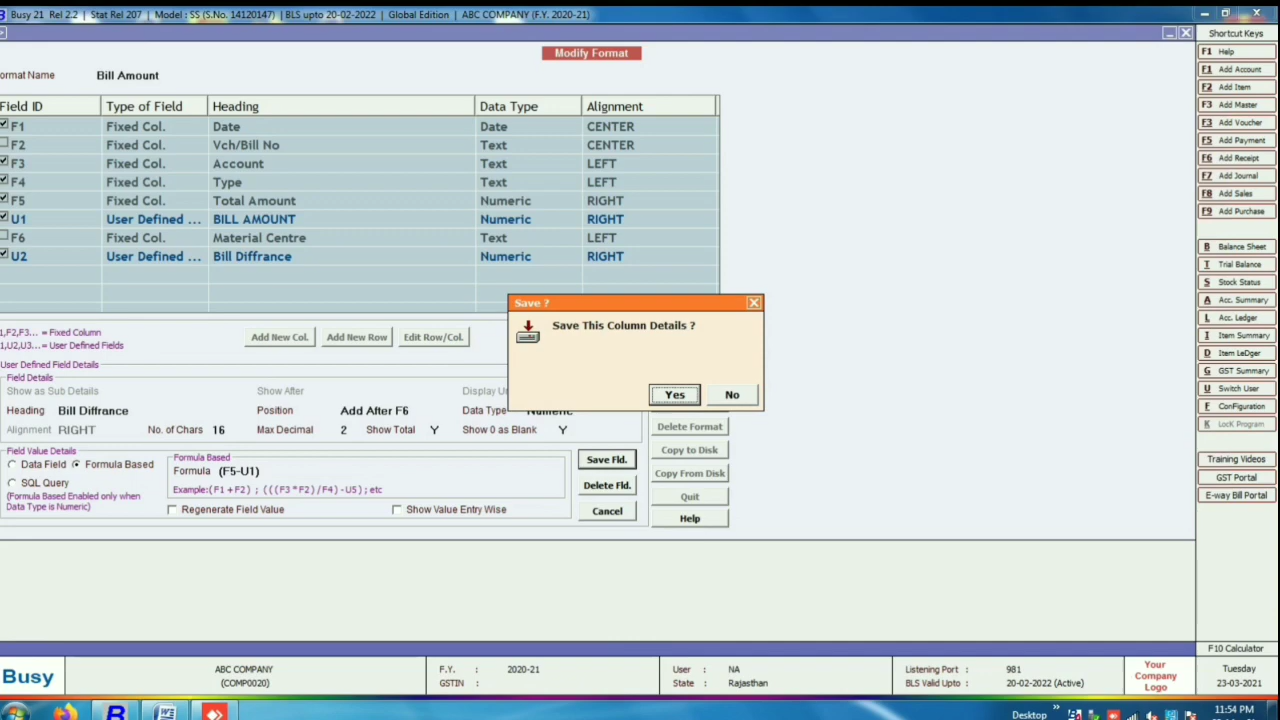 Busy 21 Rel 2.2 | Stat Rel 207 | Model : SS (S.No. 14120147) | BLS upto 20-02-2022 | Global Edition | ABC COMPANY (F.Y. 2020-21)
Modify Format
ormat Name Bill Amount
Field ID Type of Field Heading Data Type Alignment
F1 Fixed Col. Date Date CENTER
F2 Fixed Col. Vch/Bill No Text CENTER
F3 Fixed Col. Account Text LEFT
F4 Fixed Col. Type Text LEFT
F5 Fixed Col. Total Amount Numeric RIGHT
U1 User Defined ... BILL AMOUNT Numeric RIGHT
F6 Fixed Col. Material Centre Text LEFT
U2 User Defined ... Bill Diffrance Numeric RIGHT
Save ?
Save This Column Details ?
Yes No
1,F2,F3... = Fixed Column
1,U2,U3... = User Defined Fields
Add New Col. Add New Row Edit Row/Col.
User Defined Field Details
Field Details
Show as Sub Details Show After Display U
Heading Bill Diffrance Position Add After F6 Data Type Numeric
Alignment RIGHT No. of Chars 16 Max Decimal 2 Show Total Y Show 0 as Blank Y
Field Value Details
Data Field Formula Based
SQL Query
(Formula Based Enabled only when
Data Type is Numeric)
Formula Based
Formula (F5-U1)
Example:(F1+F2) ; (((F3*F2)/F4)-U5); etc
Regenerate Field Value Show Value Entry Wise
Save Fld.
Delete Fld.
Cancel
Delete Format
Copy to Disk
Copy From Disk
Quit
Help
Shortcut Keys
F1 Help
F1 Add Account
F2 Add Item
F3 Add Master
F3 Add Voucher
F5 Add Payment
F6 Add Receipt
F7 Add Journal
F8 Add Sales
F9 Add Purchase
B Balance Sheet
T Trial Balance
S Stock Status
A Acc. Summary
L Acc. Ledger
I Item Summary
D Item LeDger
G GST Summary
U Switch User
F ConFiguration
K LocK Program
Training Videos
GST Portal
E-way Bill Portal
F10 Calculator
Busy
ABC COMPANY
(COMP0020)
F.Y. : 2020-21
GSTIN :
User : NA
State : Rajasthan
Listening Port : 981
BLS Valid Upto : 20-02-2022 (Active)
Your
Company
Logo
Tuesday
23-03-2021
Desktop
11:54 PM